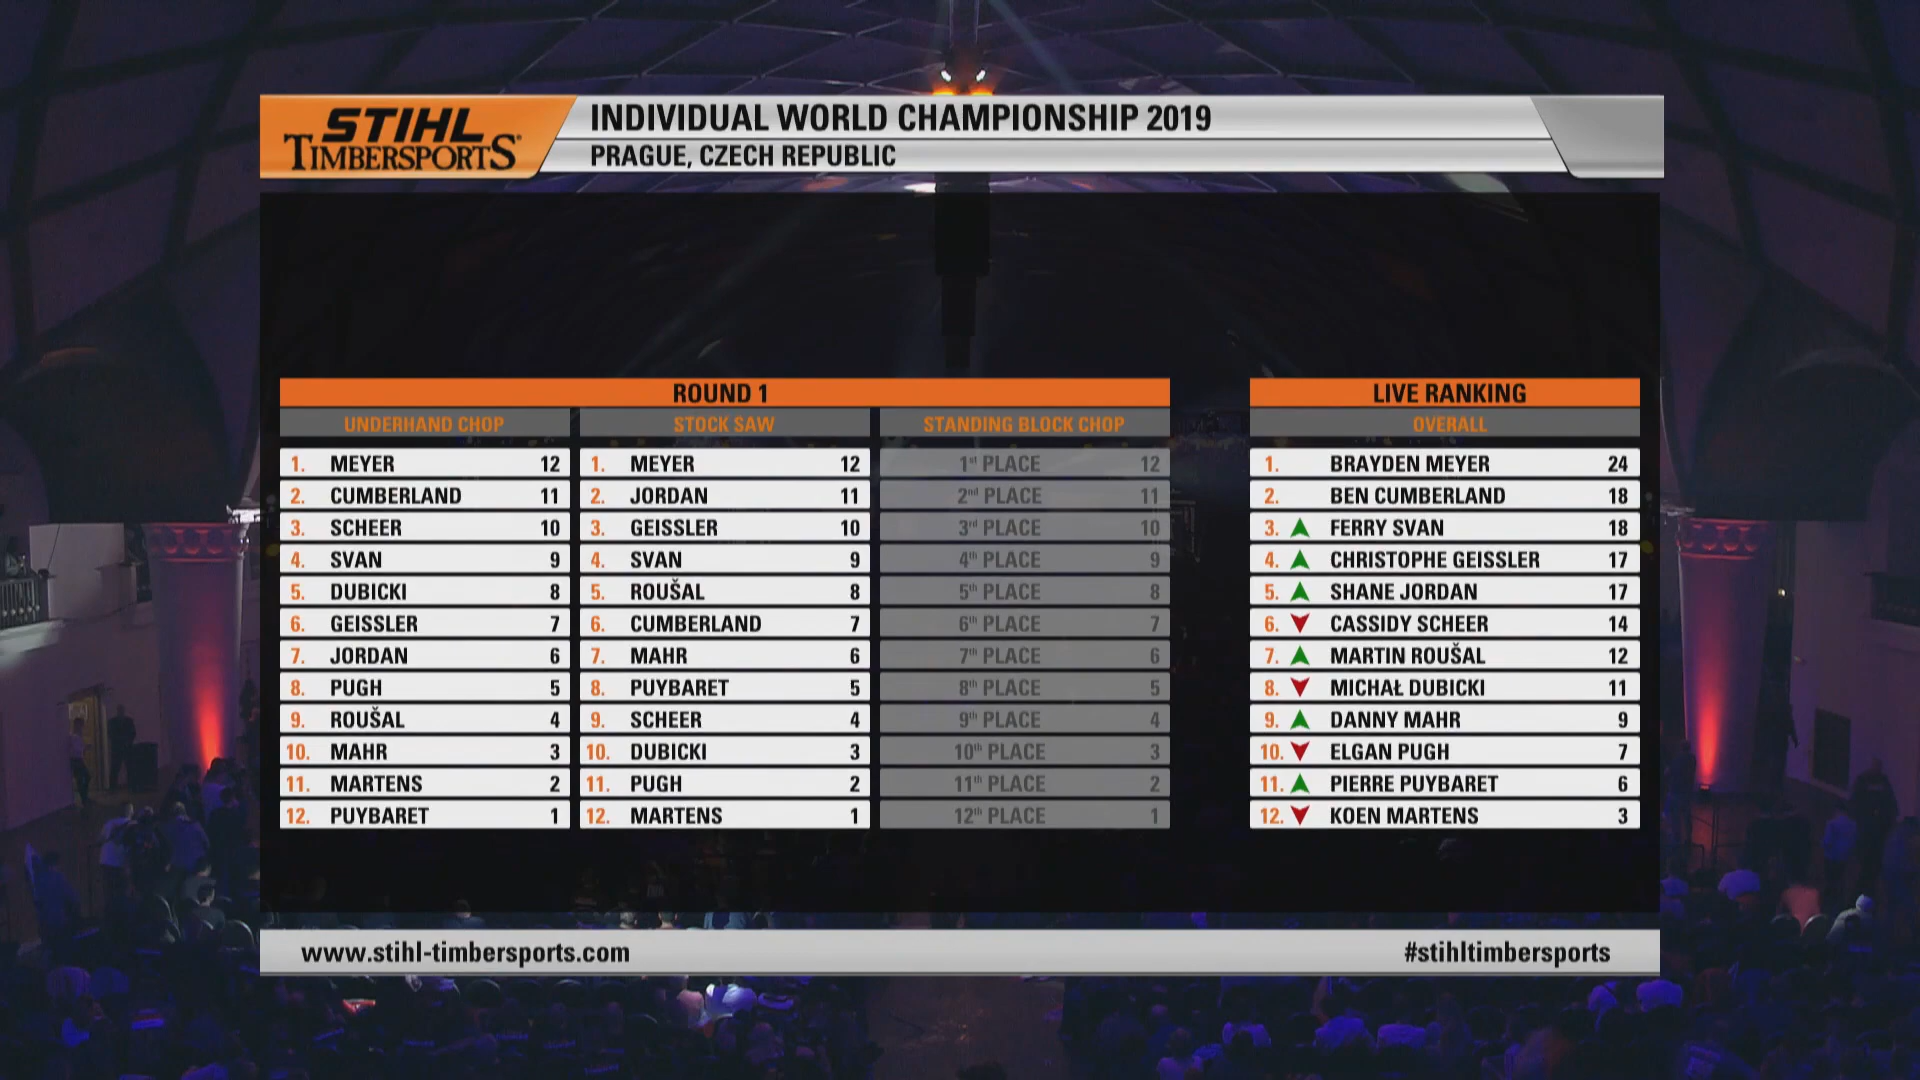 STIHL
TIMBERSPORTS®
INDIVIDUAL WORLD CHAMPIONSHIP 2019
PRAGUE, CZECH REPUBLIC
ROUND 1
UNDERHAND CHOP
1. MEYER 12
2. CUMBERLAND 11
3. SCHEER 10
4. SVAN 9
5. DUBICKI 8
6. GEISSLER 7
7. JORDAN 6
8. PUGH 5
9. ROUŠAL 4
10. MAHR 3
11. MARTENS 2
12. PUYBARET 1
STOCK SAW
1. MEYER 12
2. JORDAN 11
3. GEISSLER 10
4. SVAN 9
5. ROUŠAL 8
6. CUMBERLAND 7
7. MAHR 6
8. PUYBARET 5
9. SCHEER 4
10. DUBICKI 3
11. PUGH 2
12. MARTENS 1
STANDING BLOCK CHOP
1st PLACE 12
2nd PLACE 11
3rd PLACE 10
4th PLACE 9
5th PLACE 8
6th PLACE 7
7th PLACE 6
8th PLACE 5
9th PLACE 4
10th PLACE 3
11th PLACE 2
12th PLACE 1
LIVE RANKING
OVERALL
1. BRAYDEN MEYER 24
2. BEN CUMBERLAND 18
3. FERRY SVAN 18
4. CHRISTOPHE GEISSLER 17
5. SHANE JORDAN 17
6. CASSIDY SCHEER 14
7. MARTIN ROUŠAL 12
8. MICHAŁ DUBICKI 11
9. DANNY MAHR 9
10. ELGAN PUGH 7
11. PIERRE PUYBARET 6
12. KOEN MARTENS 3
www.stihl-timbersports.com
#stihltimbersports